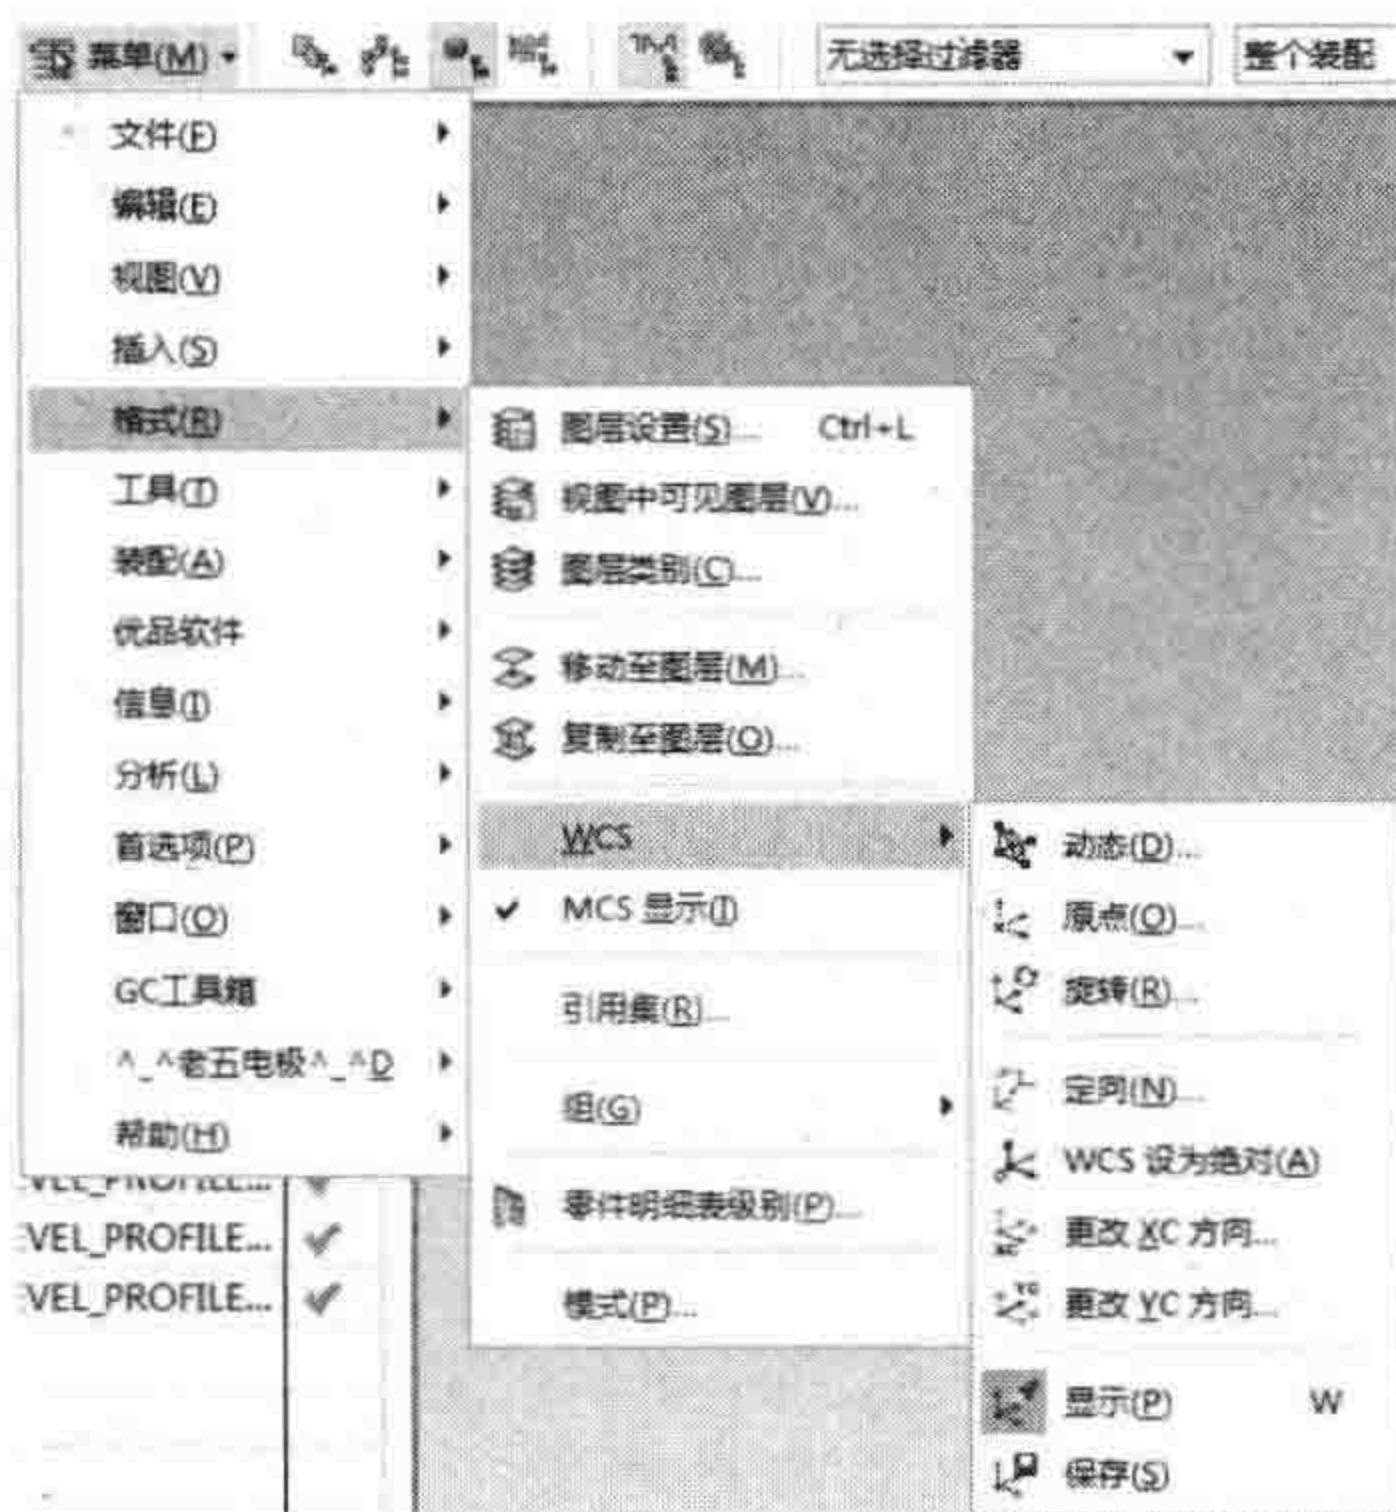 菜单(M)
无选择过滤器
整个装配
文件(F)
编辑(E)
视图(V)
插入(S)
格式(R)
工具(T)
装配(A)
优品软件
信息(I)
分析(L)
首选项(P)
窗口(O)
GC工具箱
^_^老五电极^_^D
帮助(H)
VEL_PROFILE...
VEL_PROFILE...
VEL_PROFILE...
图层设置(S)... Ctrl+L
视图中可见图层(V)...
图层类别(C)...
移动至图层(M)...
复制至图层(O)...
WCS
MCS 显示(I)
引用集(R)...
组(G)
零件明细表级别(P)...
模式(P)...
动态(D)...
原点(O)...
旋转(R)...
定向(N)...
WCS 设为绝对(A)
更改 XC 方向...
更改 YC 方向...
显示(P) W
保存(S)